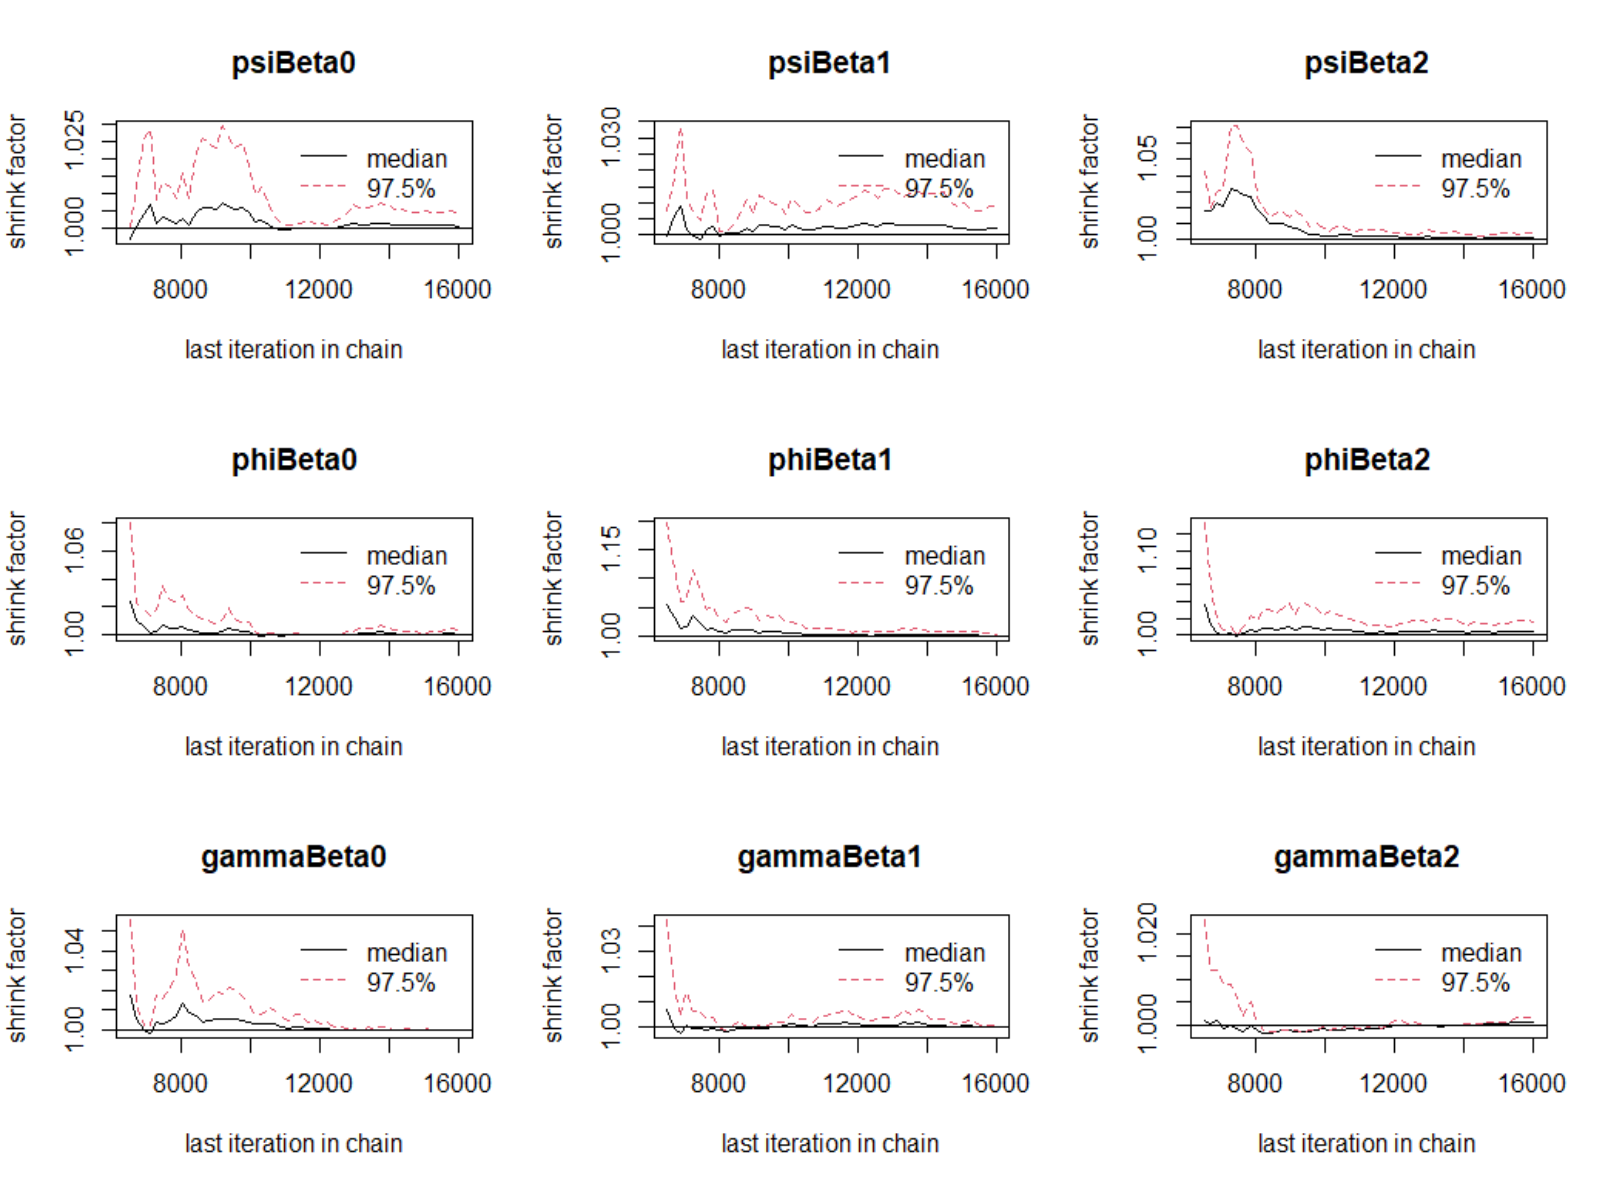 psiBeta0
shrink factor
1.000 1.025
median
97.5%
8000 12000 16000
last iteration in chain
psiBeta1
shrink factor
1.000 1.030
median
97.5%
8000 12000 16000
last iteration in chain
psiBeta2
shrink factor
1.00 1.05
median
97.5%
8000 12000 16000
last iteration in chain
phiBeta0
shrink factor
1.00 1.06
median
97.5%
8000 12000 16000
last iteration in chain
phiBeta1
shrink factor
1.00 1.15
median
97.5%
8000 12000 16000
last iteration in chain
phiBeta2
shrink factor
1.00 1.10
median
97.5%
8000 12000 16000
last iteration in chain
gammaBeta0
shrink factor
1.00 1.04
median
97.5%
8000 12000 16000
last iteration in chain
gammaBeta1
shrink factor
1.00 1.03
median
97.5%
8000 12000 16000
last iteration in chain
gammaBeta2
shrink factor
1.000 1.020
median
97.5%
8000 12000 16000
last iteration in chain